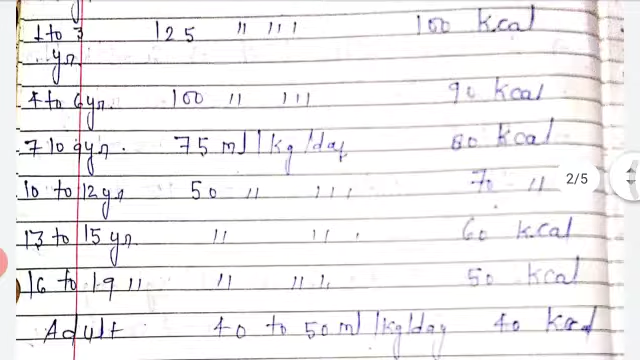 1 to 3 125 " "' 100 kcal
yr
4 to 6yr. 100 " "' 90 kcal
7 to 9yr. 75 ml/kg/day 80 kcal
10 to 12yr 50 " "' 70 "
2/5
13 to 15 yr " "' 60 kcal
16 to 19 " " "' 50 kcal
Adult 40 to 50 ml/kg/day 40 kcal